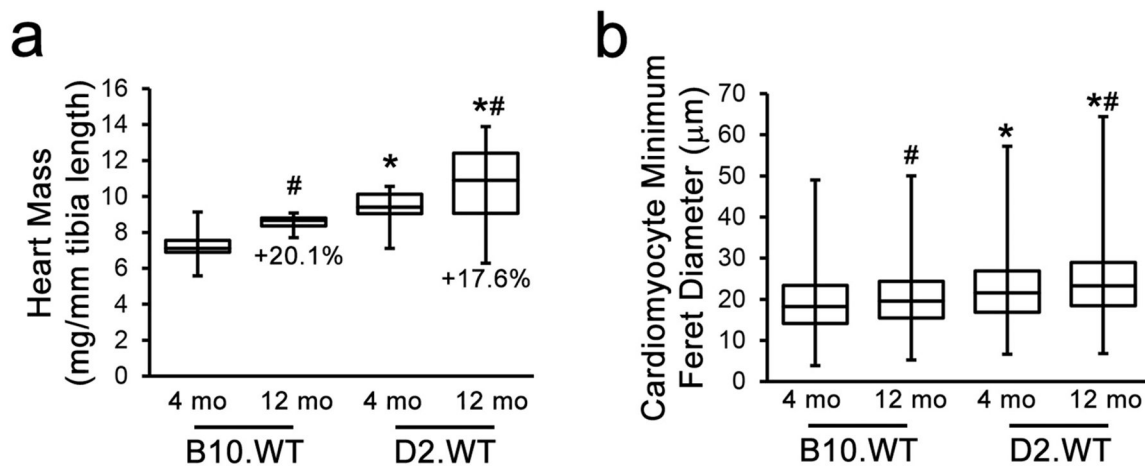 a
Heart Mass
(mg/mm tibia length)
16
14
12
10
8
6
4
2
0
#
+20.1%
*
*#
+17.6%
4 mo 12 mo 4 mo 12 mo
B10.WT D2.WT
b
Cardiomyocyte Minimum
Feret Diameter (μm)
70
60
50
40
30
20
10
0
#
*
*#
4 mo 12 mo 4 mo 12 mo
B10.WT D2.WT